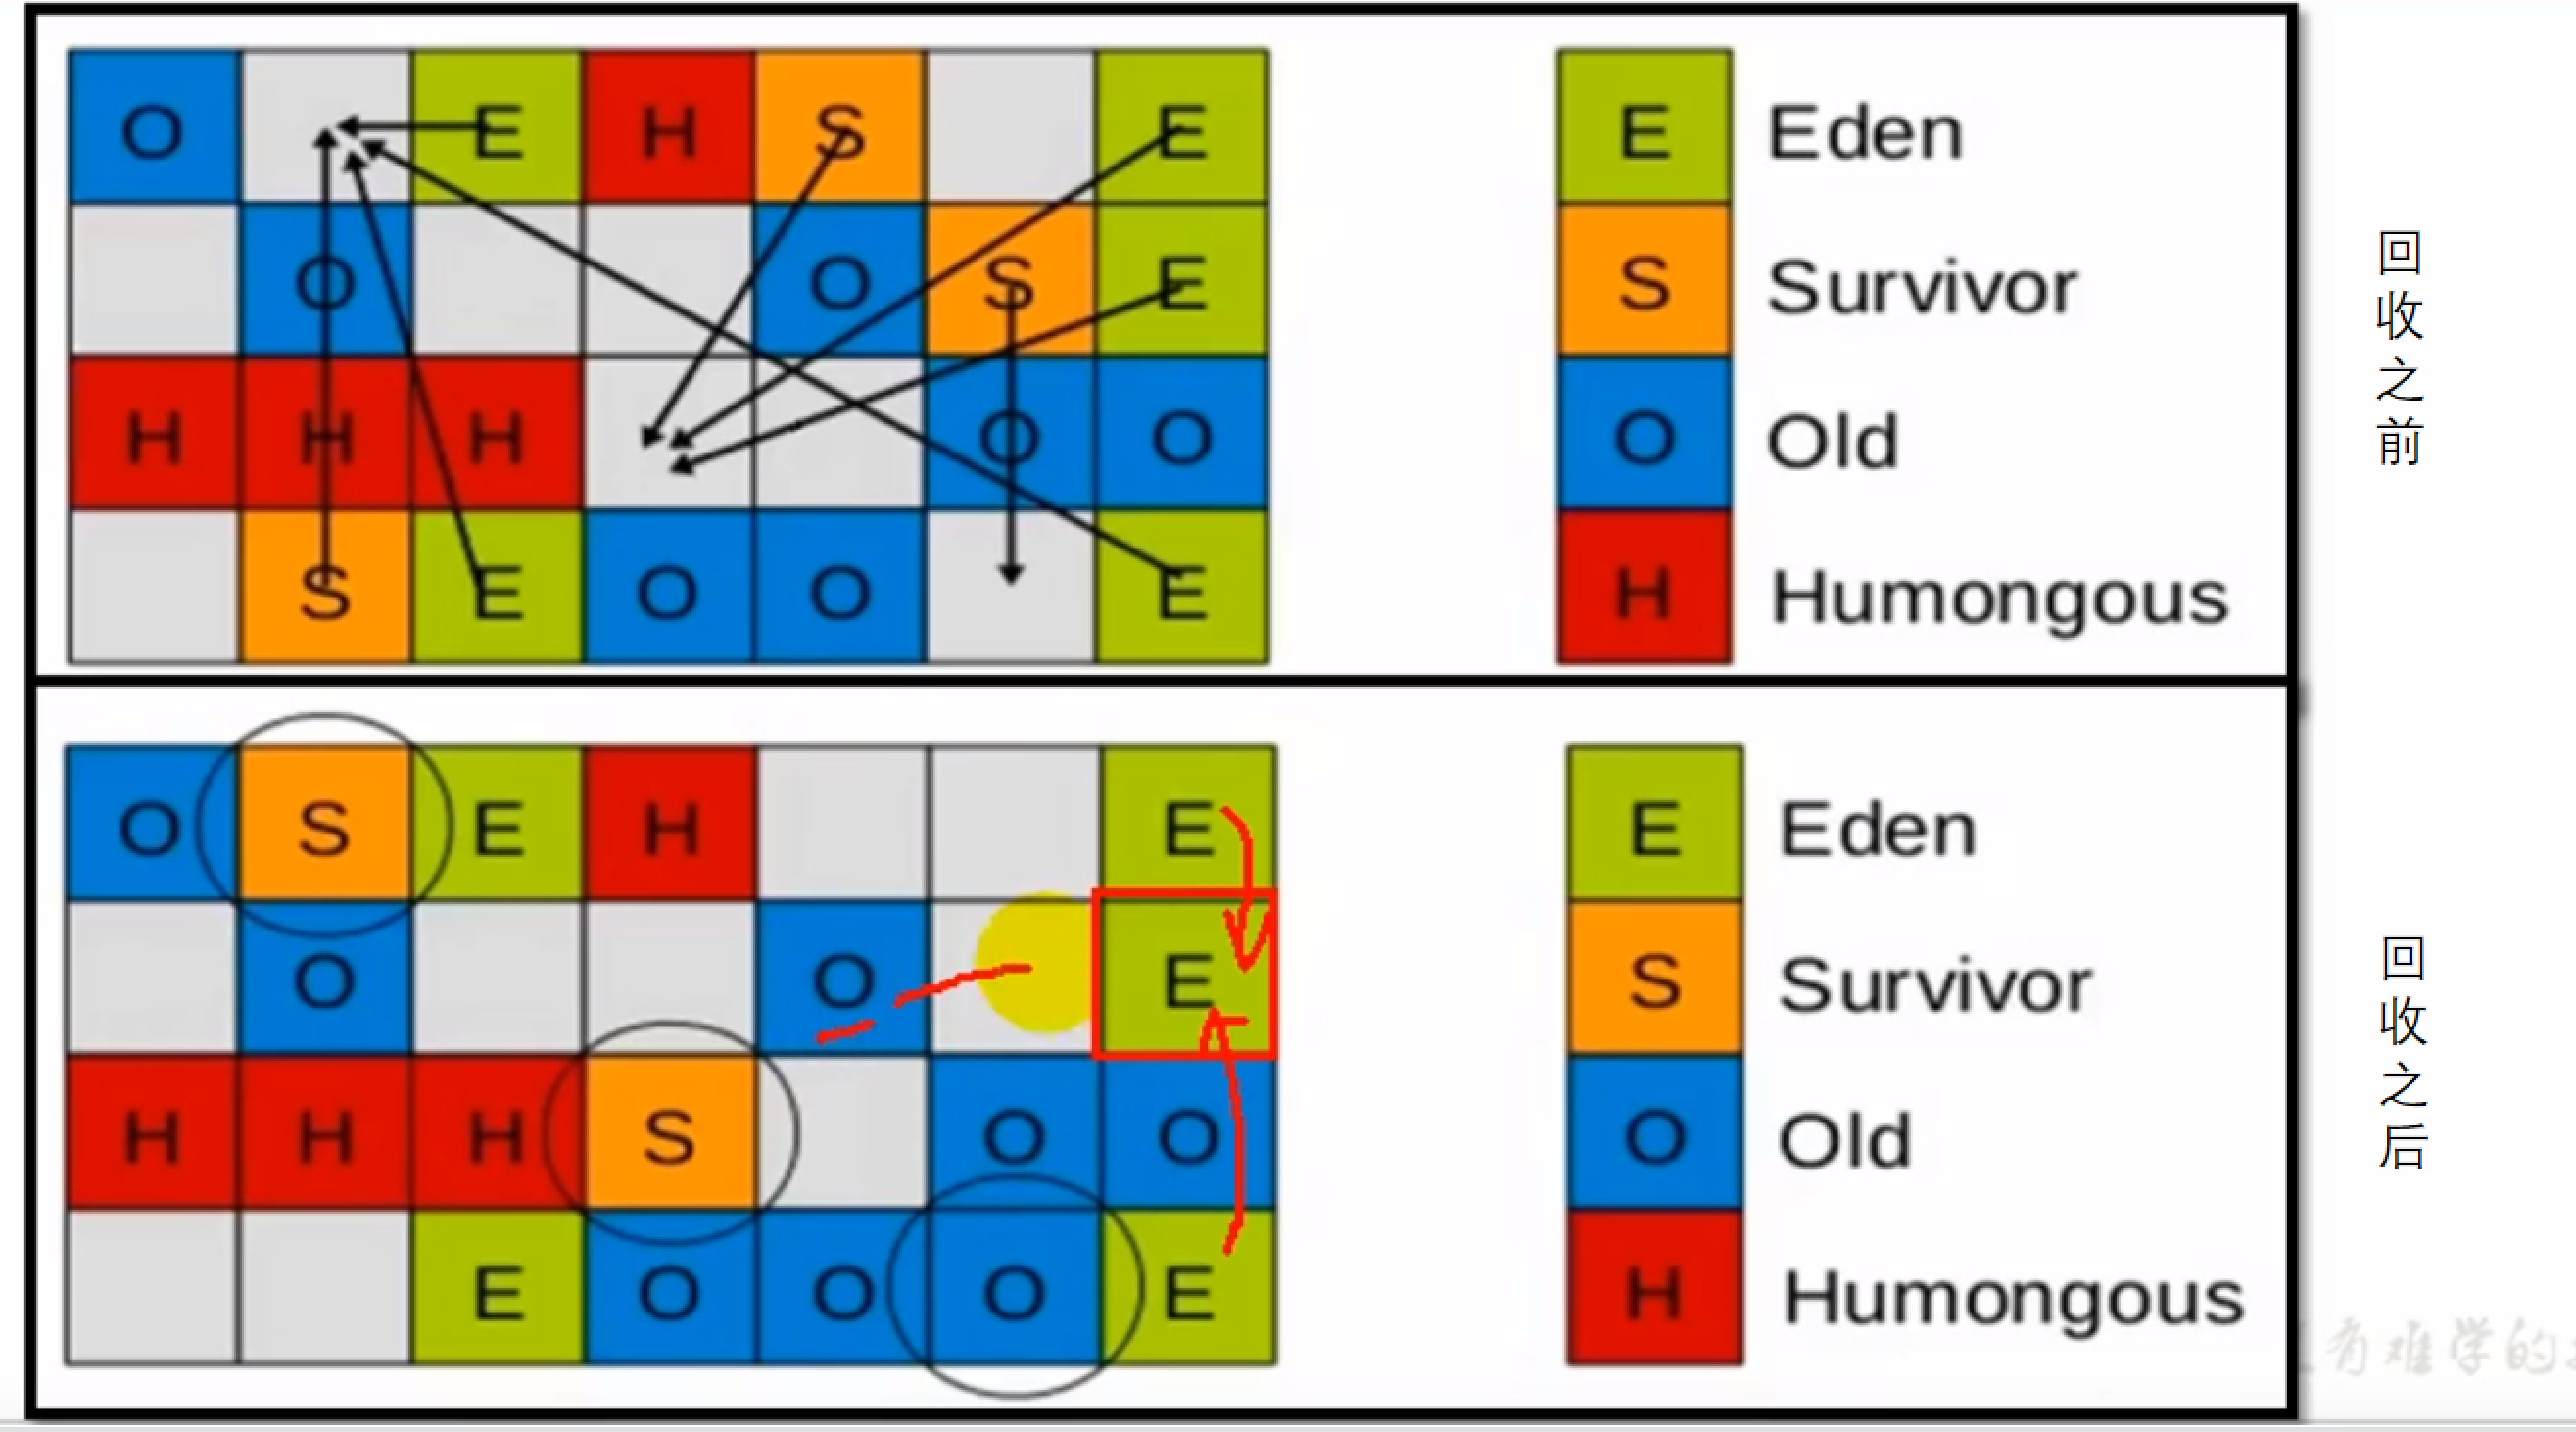 O E H S E
O O S E
H H H O O
S E O O E
E Eden
S Survivor
O Old
H Humongous
回收之前
O S E H E
O O E
H H H S O O
E O O O E
E Eden
S Survivor
O Old
H Humongous
回收之后
有难学的